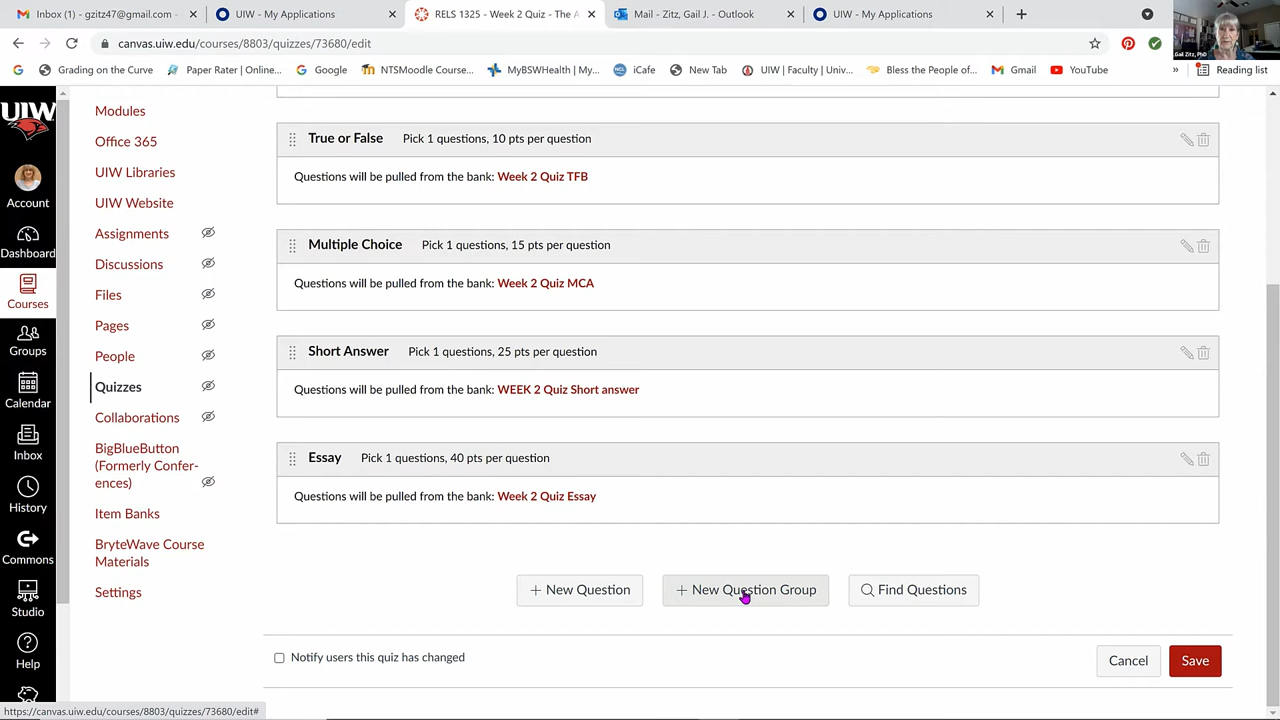 Inbox (1) - gzitz47@gmail.com -
UIW - My Applications
RELS 1325 - Week 2 Quiz - The A
Mail - Zitz, Gail J. - Outlook
UIW - My Applications
canvas.uiw.edu/courses/8803/quizzes/73680/edit
Gail Zitz, PhD
Grading on the Curve
Paper Rater | Online...
Google
NTSMoodle Course...
iCafe
New Tab
Bless the people of...
Gmail
YouTube
Reading list
UIW
Account
Dashboard
Courses
Groups
Calendar
Inbox
History
Commons
Studio
Help
Modules
Office 365
UIW Libraries
UIW Website
Assignments
Discussions
Files
Pages
People
Quizzes
Collaborations
BigBlueButton
(Formerly Confer-
ences)
Item Banks
BryteWave Course
Materials
Settings
True or False Pick 1 questions, 10 pts per question
Questions will be pulled from the bank: Week 2 Quiz TFB
Multiple Choice Pick 1 questions, 15 pts per question
Questions will be pulled from the bank: Week 2 Quiz MCA
Short Answer Pick 1 questions, 25 pts per question
Questions will be pulled from the bank: WEEK 2 Quiz Short answer
Essay Pick 1 questions, 40 pts per question
Questions will be pulled from the bank: Week 2 Quiz Essay
+ New Question
+ New Question Group
Find Questions
Notify users this quiz has changed
Cancel
Save
https://canvas.uiw.edu/courses/8803/quizzes/73680/edit#